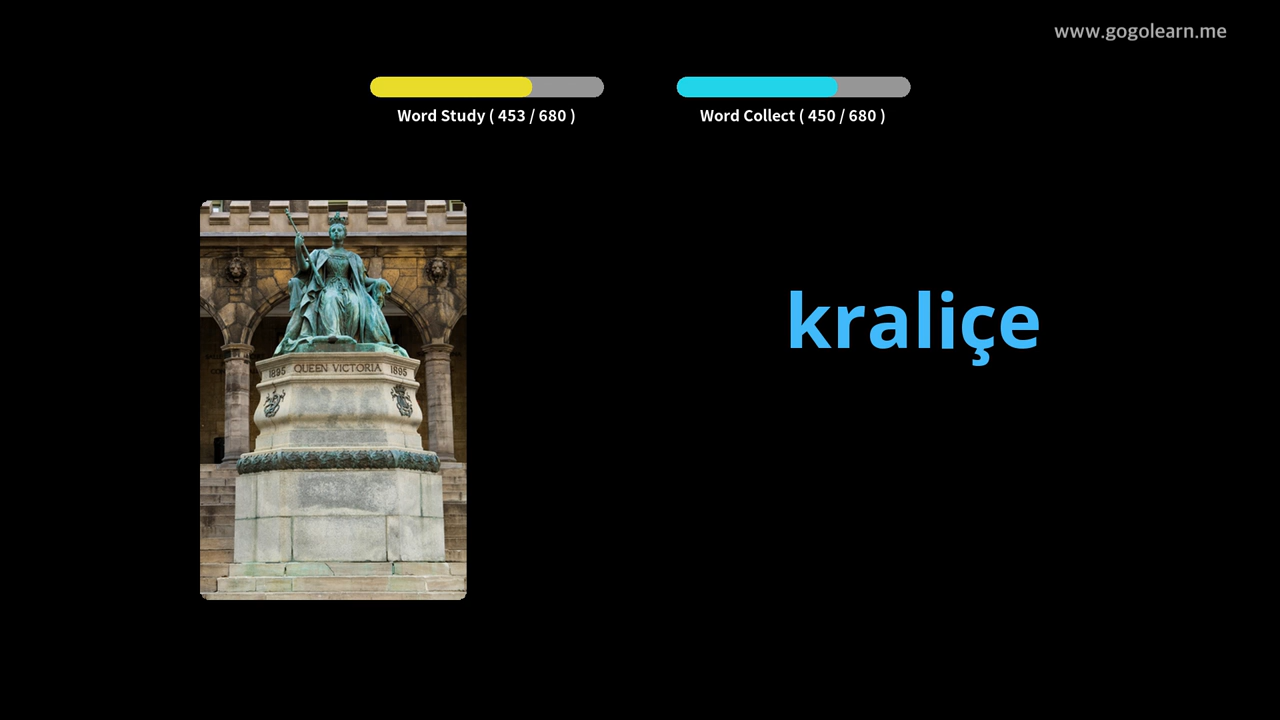 www.gogolearn.me
Word Study ( 453 / 680 )
Word Collect ( 450 / 680 )
kraliçe
1895 QUEEN VICTORIA 1895